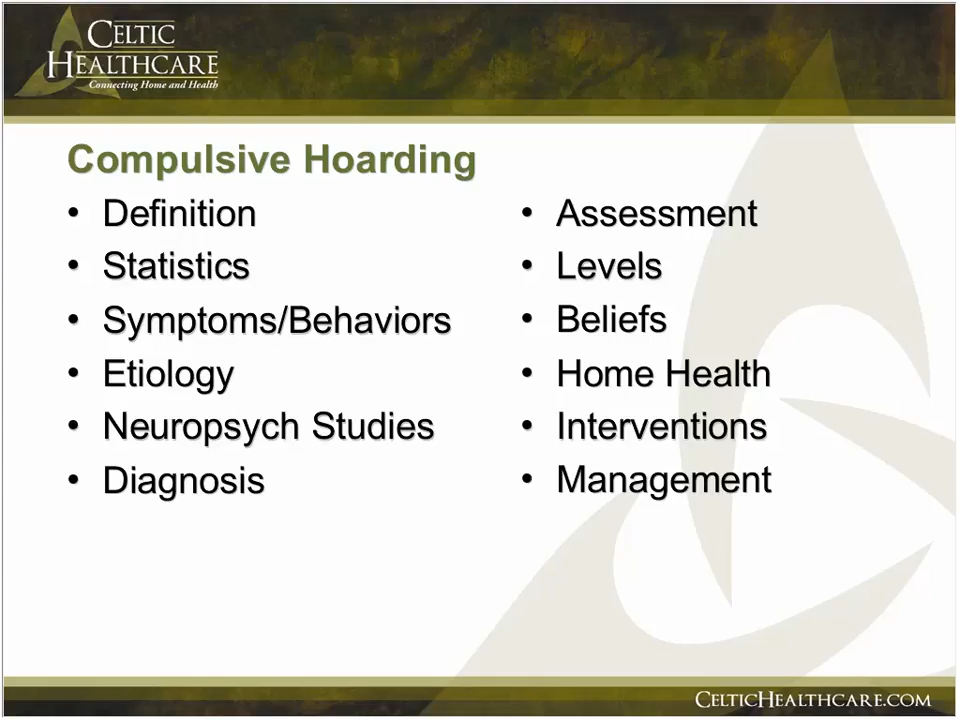 CELTIC
HEALTHCARE
Connecting Home and Health
Compulsive Hoarding
• Definition
• Statistics
• Symptoms/Behaviors
• Etiology
• Neuropsych Studies
• Diagnosis
• Assessment
• Levels
• Beliefs
• Home Health
• Interventions
• Management
CELTICHEALTHCARE.COM